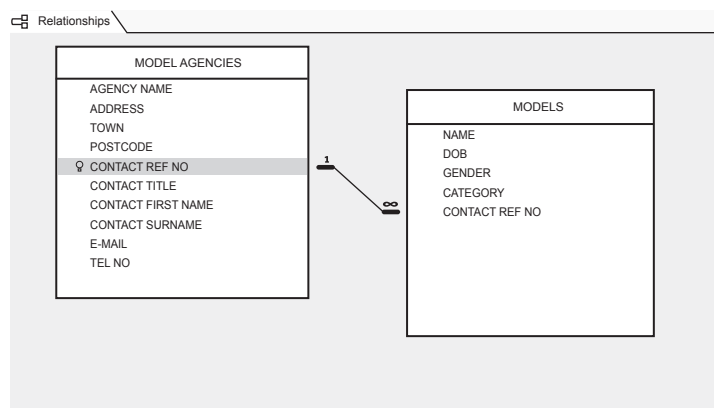 Relationships
MODEL AGENCIES
AGENCY NAME
ADDRESS
TOWN
POSTCODE
CONTACT REF NO
CONTACT TITLE
CONTACT FIRST NAME
CONTACT SURNAME
E-MAIL
TEL NO
1
∞
MODELS
NAME
DOB
GENDER
CATEGORY
CONTACT REF NO